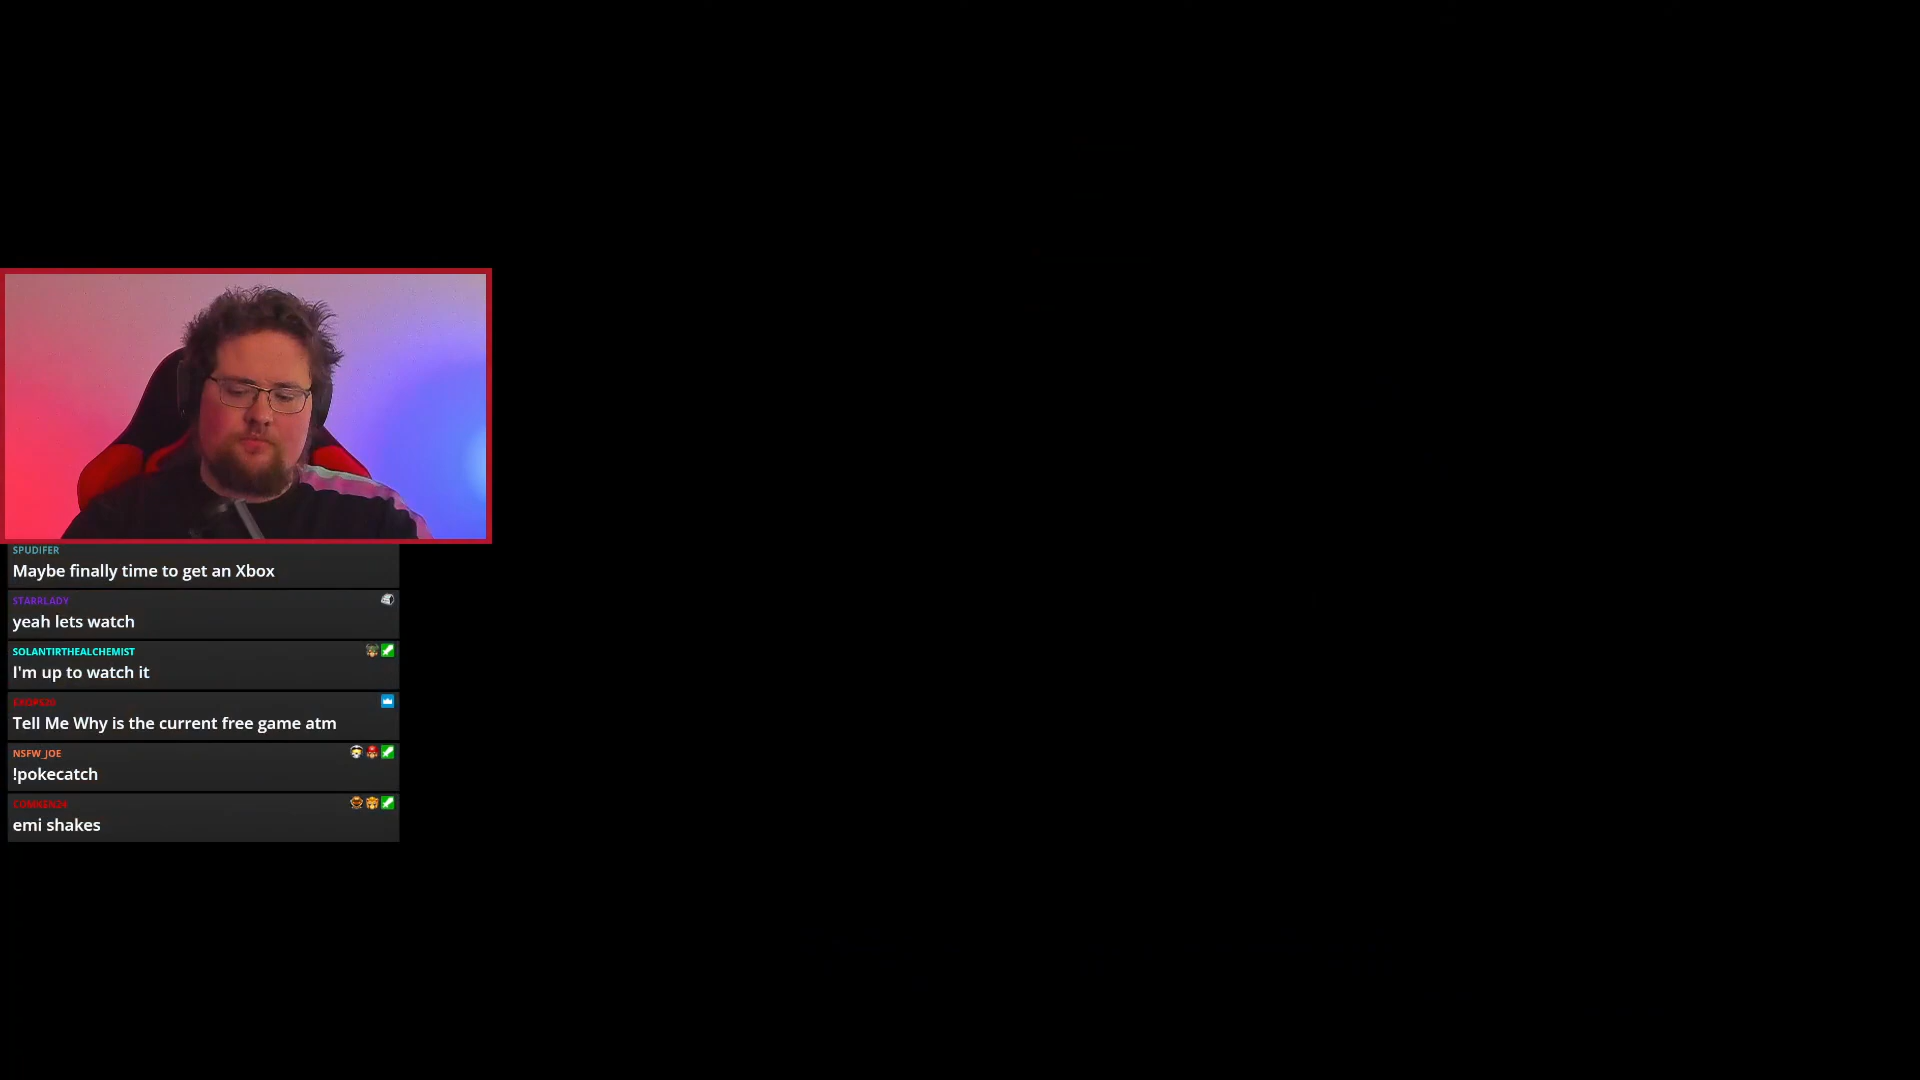 SPUDIFER
Maybe finally time to get an Xbox
STARRLADY
yeah lets watch
SOLANTIRTHEALCHEMIST
I'm up to watch it
Tell Me Why is the current free game atm
NSFW_JOE
!pokecatch
COMKEN24
emi shakes